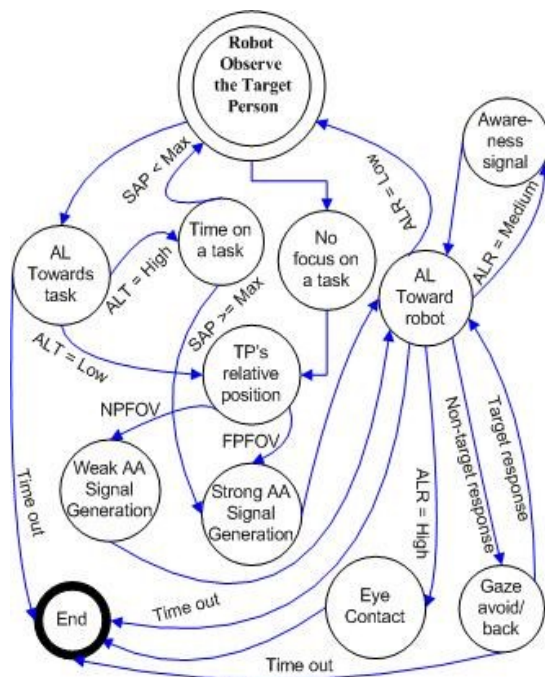 Robot
Observe
the Target
Person
Aware-
ness
signal
SAP < Max
ALR = Low
ALR = Medium
AL
Towards
task
ALT = High
Time on
a task
No
focus on
a task
AL
Toward
robot
SAP >= Max
ALT = Low
TP's
relative
position
NPFOV
FPFOV
Weak AA
Signal
Generation
Strong AA
Signal
Generation
Time out
ALR = High
Non-target response
Target response
End
Time out
Eye
Contact
Gaze
avoid/
back
Time out